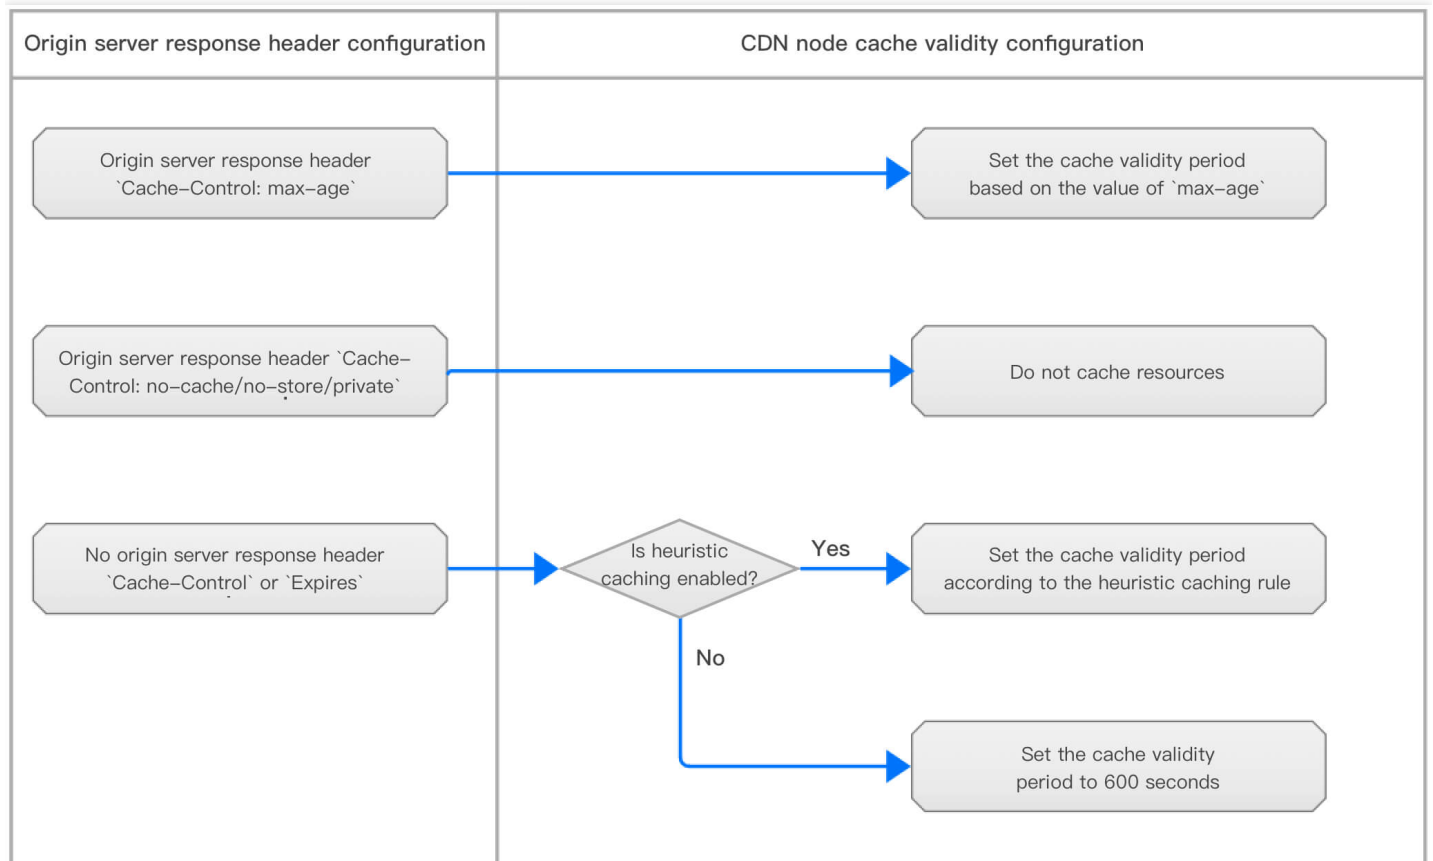 Origin server response header configuration
CDN node cache validity configuration
Origin server response header
`Cache-Control: max-age`
Set the cache validity period
based on the value of `max-age`
Origin server response header `Cache-
Control: no-cache/no-store/private`
Do not cache resources
No origin server response header
`Cache-Control` or `Expires`
Is heuristic
caching enabled?
Yes
Set the cache validity period
according to the heuristic caching rule
No
Set the cache validity
period to 600 seconds